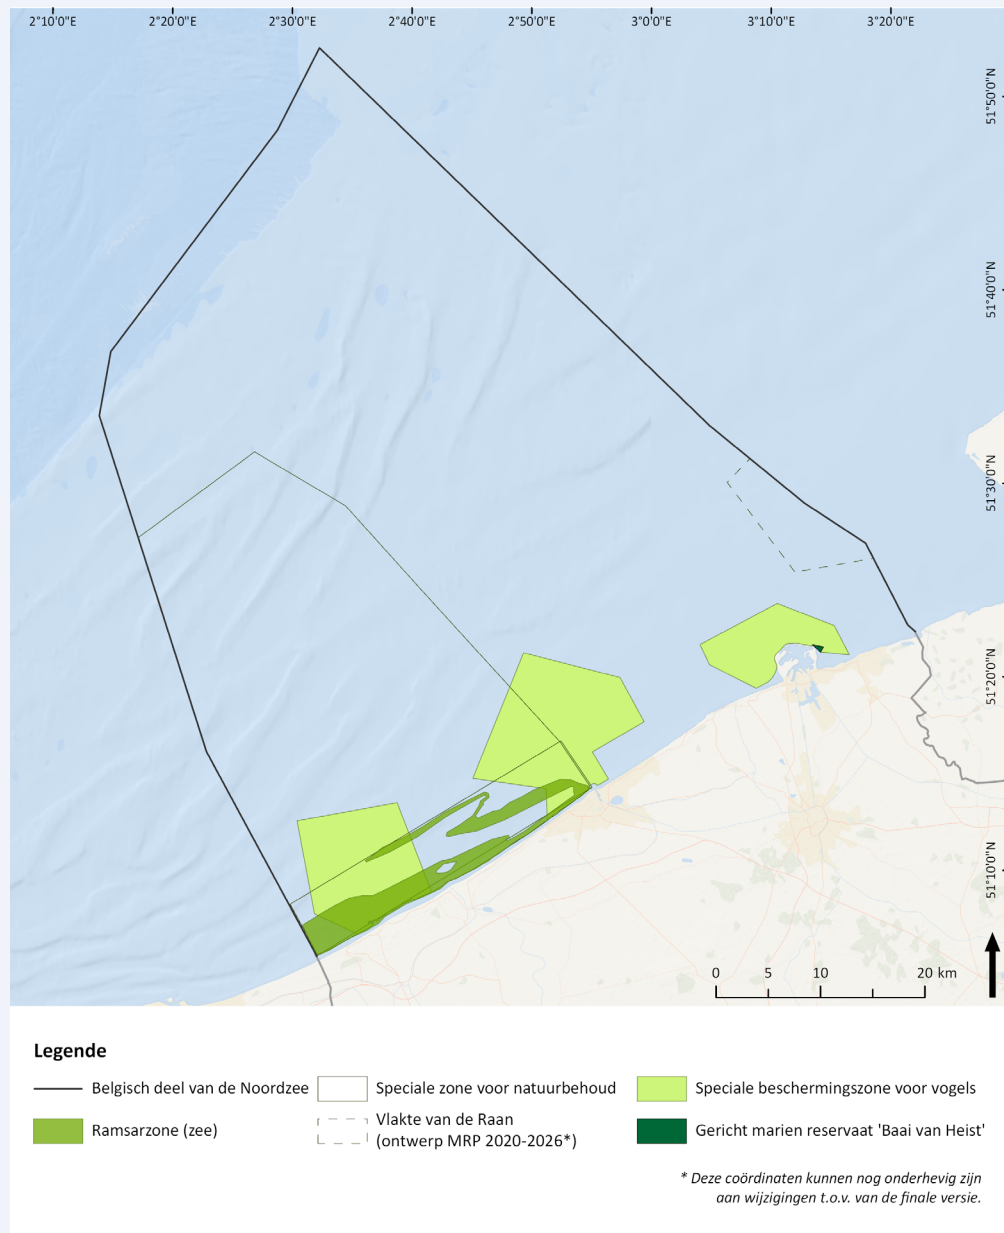 2°10'0"E 2°20'0"E 2°30'0"E 2°40'0"E 2°50'0"E 3°0'0"E 3°10'0"E 3°20'0"E
51°50'0"N
51°40'0"N
51°30'0"N
51°20'0"N
51°10'0"N
0 5 10 20 km
Legende
Belgisch deel van de Noordzee
Speciale zone voor natuurbehoud
Speciale beschermingszone voor vogels
Ramsarzone (zee)
Vlakte van de Raan
(ontwerp MRP 2020-2026*)
Gericht marien reservaat 'Baai van Heist'
* Deze coördinaten kunnen nog onderhevig zijn
aan wijzigingen t.o.v. van de finale versie.